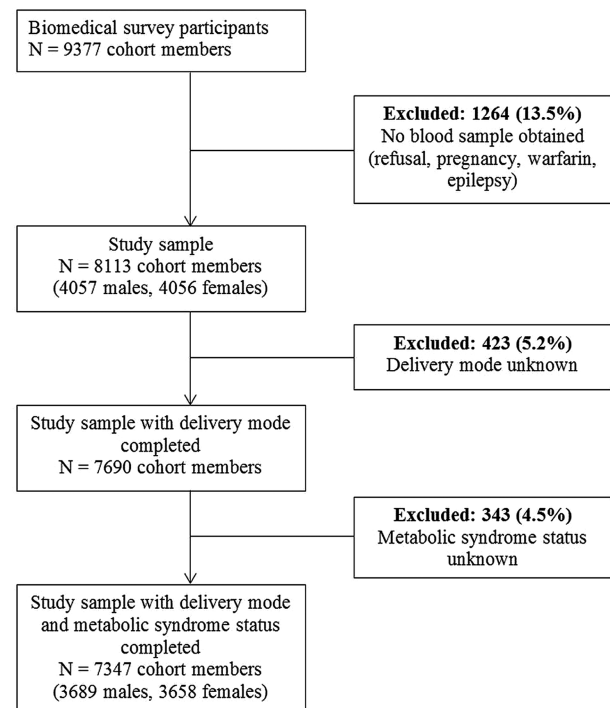 Biomedical survey participants
N = 9377 cohort members
Excluded: 1264 (13.5%)
No blood sample obtained
(refusal, pregnancy, warfarin,
epilepsy)
Study sample
N = 8113 cohort members
(4057 males, 4056 females)
Excluded: 423 (5.2%)
Delivery mode unknown
Study sample with delivery mode
completed
N = 7690 cohort members
Excluded: 343 (4.5%)
Metabolic syndrome status
unknown
Study sample with delivery mode
and metabolic syndrome status
completed
N = 7347 cohort members
(3689 males, 3658 females)